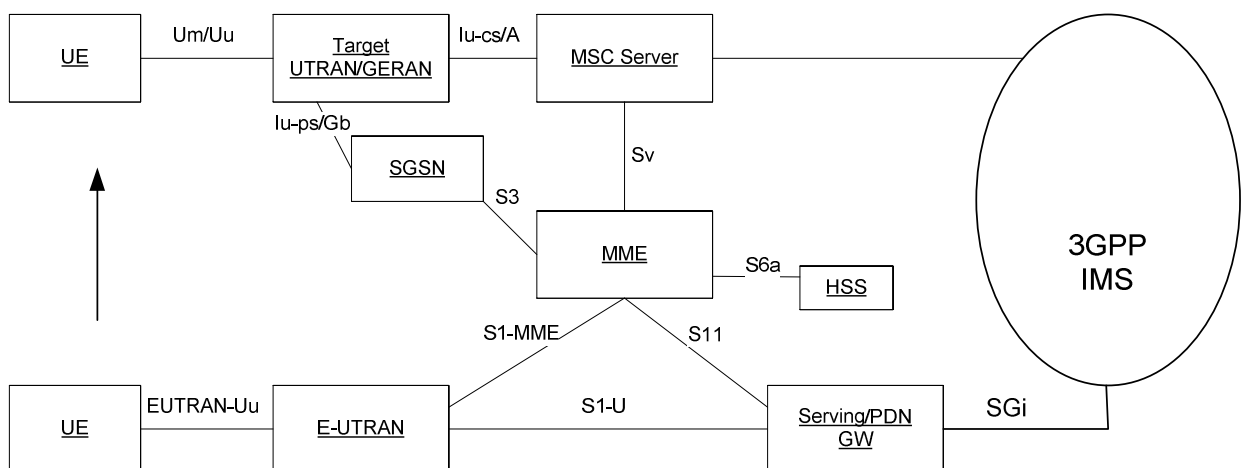 UE
Um/Uu
Target
UTRAN/GERAN
Iu-cs/A
MSC Server
Iu-ps/Gb
SGSN
S3
Sv
MME
S6a
HSS
3GPP
IMS
S1-MME
S11
UE
EUTRAN-Uu
E-UTRAN
S1-U
Serving/PDN
GW
SGi